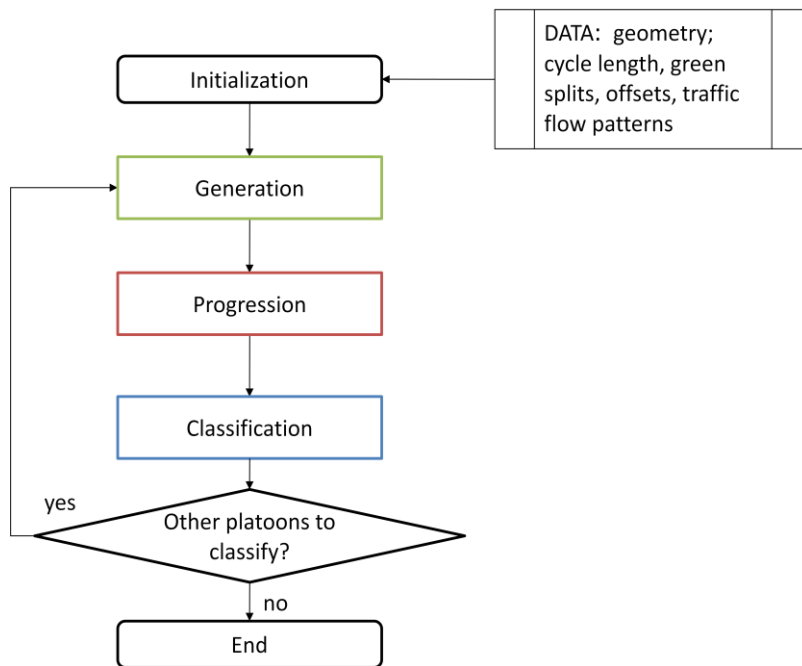 DATA: geometry;
cycle length, green
splits, offsets, traffic
flow patterns
Initialization
Generation
Progression
Classification
yes
Other platoons to
classify?
no
End